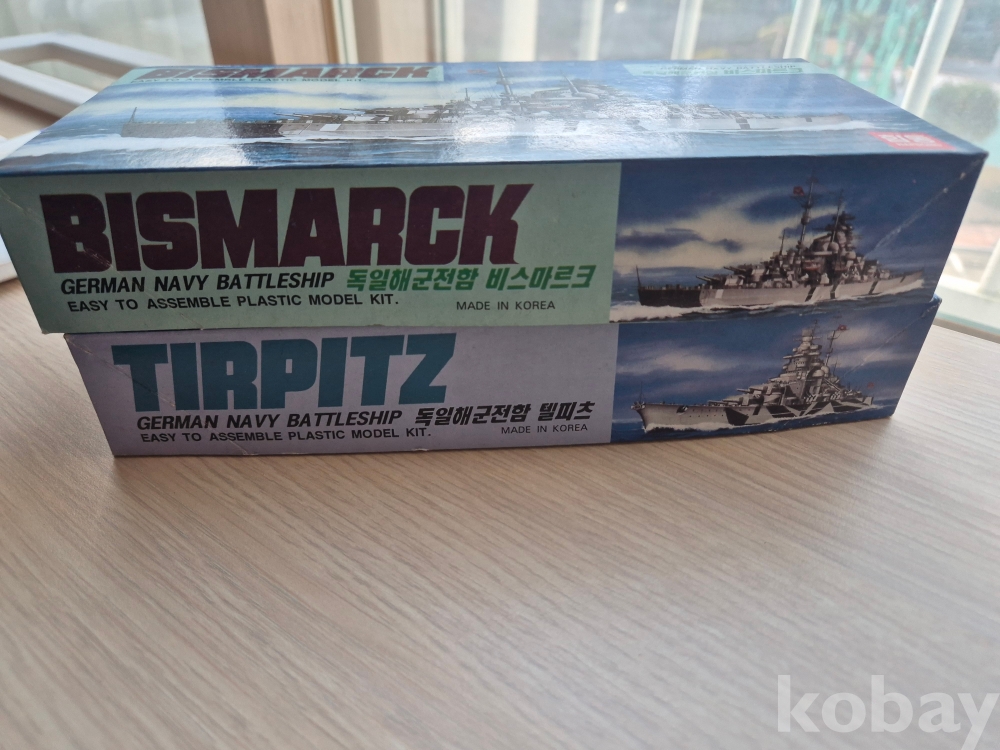 BISMARCK
BISMARCK
GERMAN NAVY BATTLESHIP 독일해군전함 비스마르크
EASY TO ASSEMBLE PLASTIC MODEL KIT.
MADE IN KOREA
TIRPITZ
GERMAN NAVY BATTLESHIP 독일해군전함 텔피츠
EASY TO ASSEMBLE PLASTIC MODEL KIT.
MADE IN KOREA
kobay